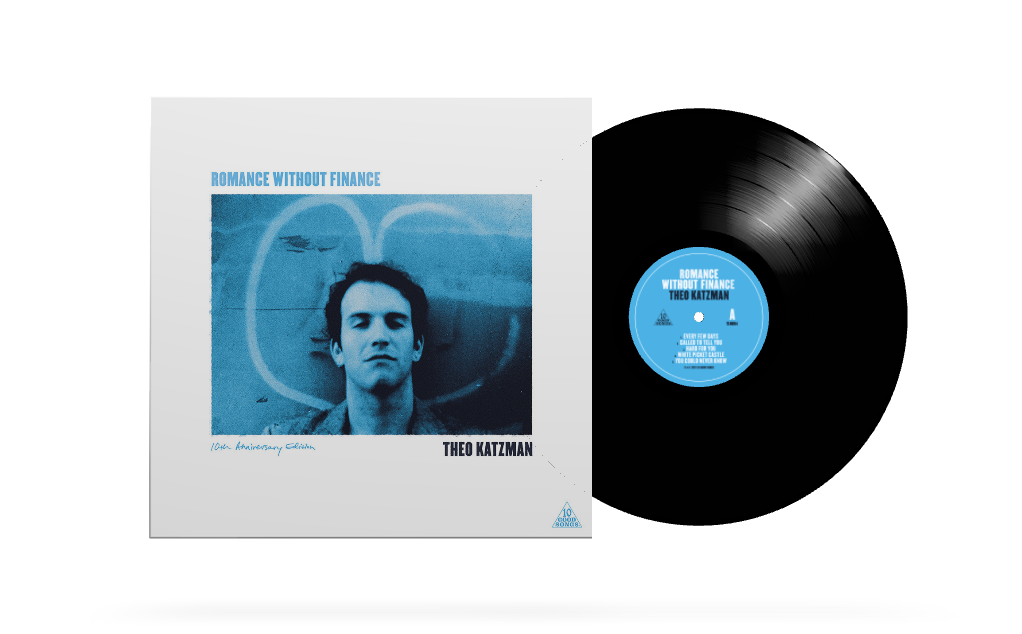 ROMANCE WITHOUT FINANCE
10th Anniversary Edition
THEO KATZMAN
10
GOOD
SONGS
ROMANCE
WITHOUT FINANCE
THEO KATZMAN
10
A
EVERY FEW DAYS
CALLED TO TELL YOU
HARD FOR YOU
WHITE PICKET CASTLE
YOU COULD NEVER KNOW